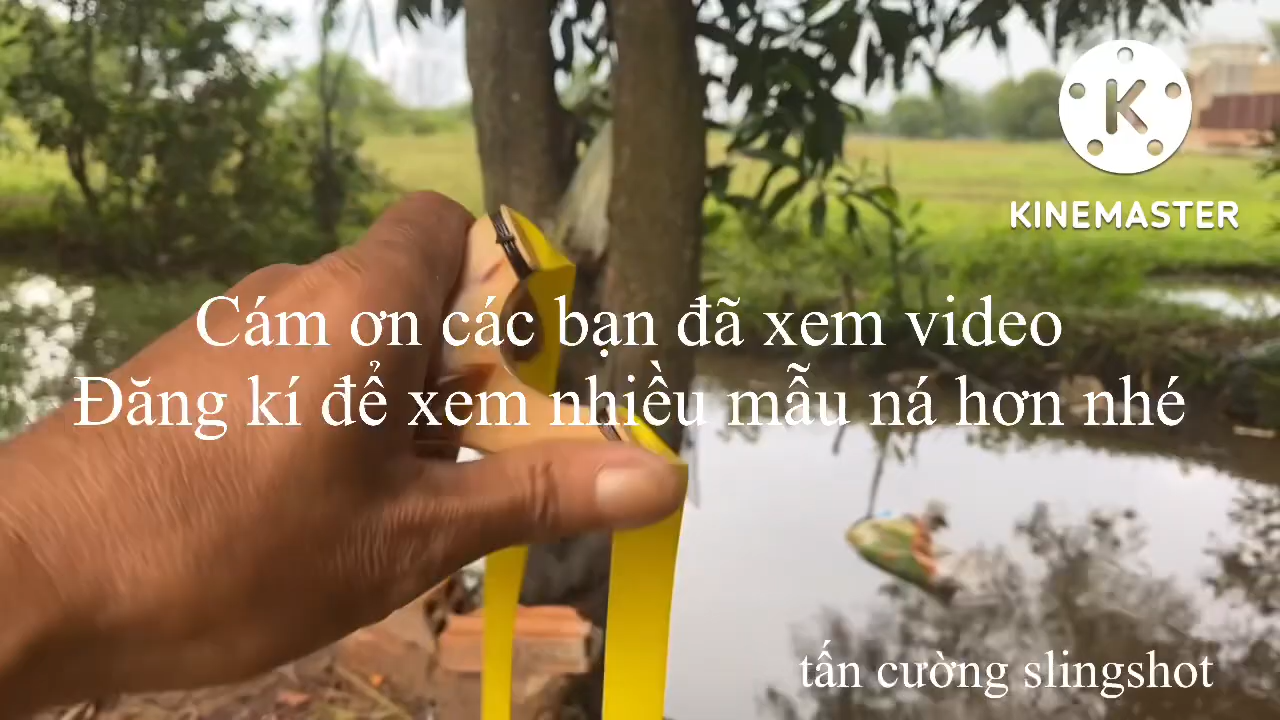 KINEMASTER
Cám ơn các bạn đã xem video
Đăng kí để xem nhiều mẫu ná hơn nhé
tấn cường slingshot